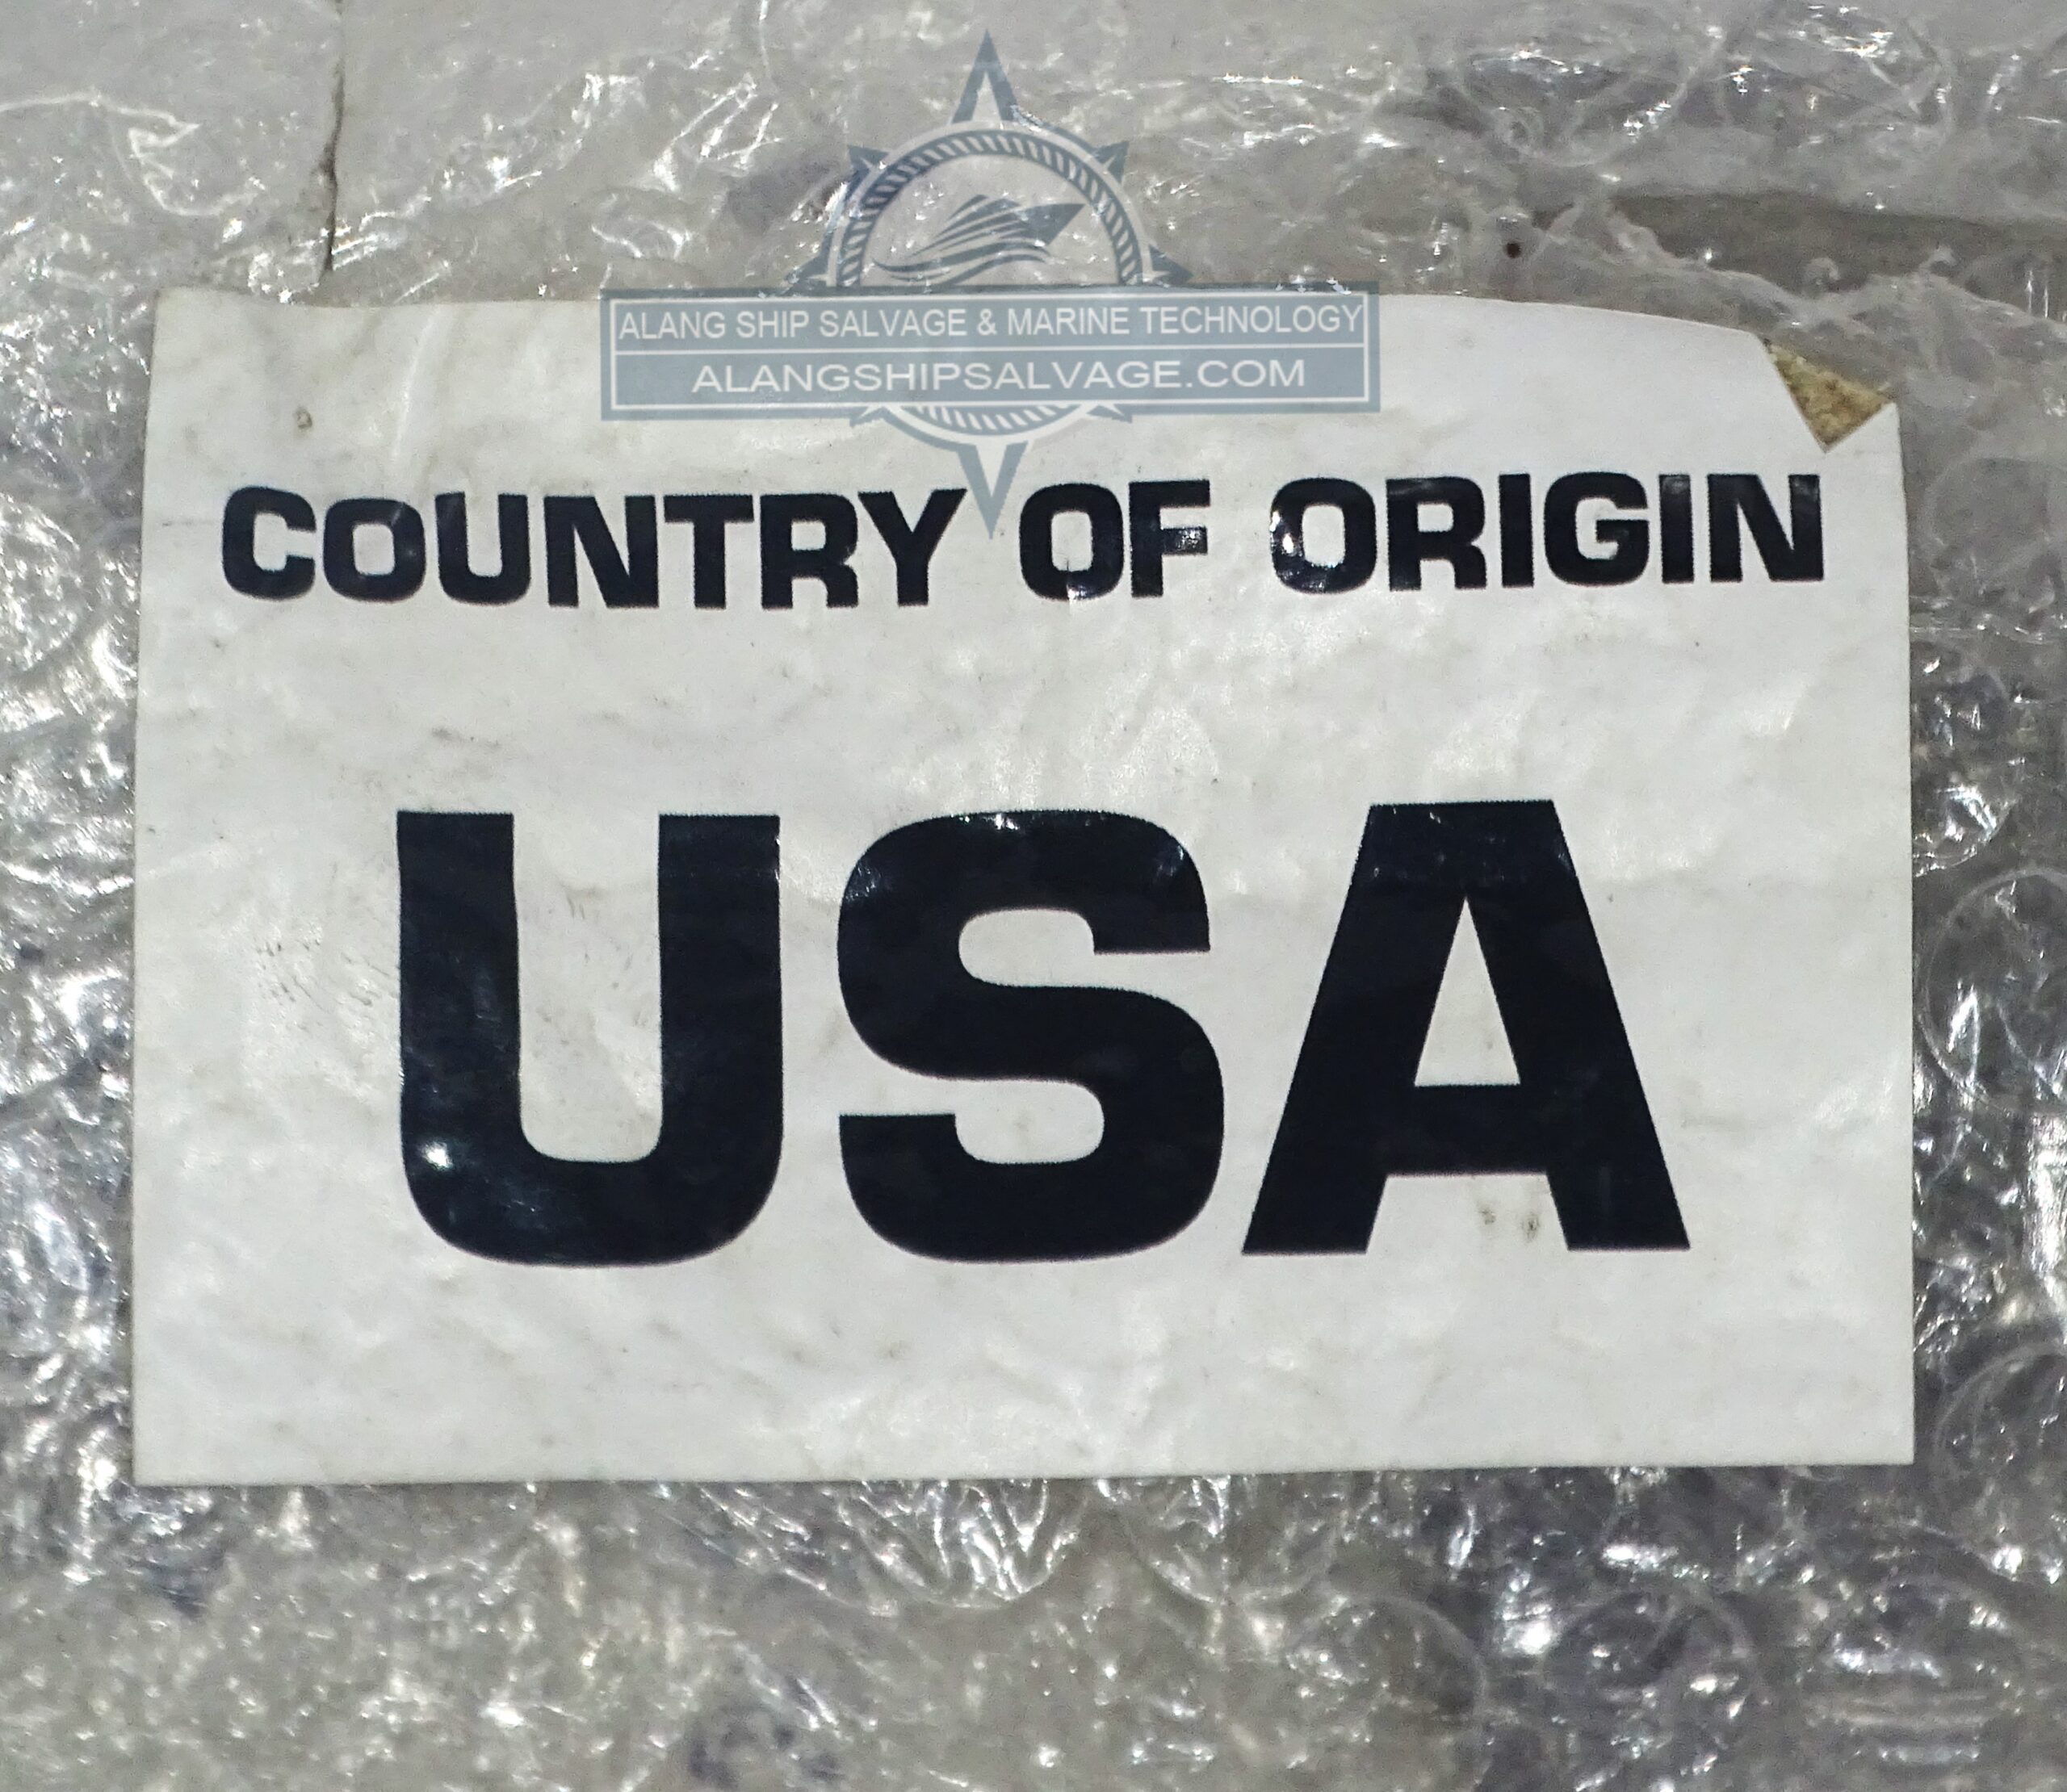 ALANG SHIP SALVAGE & MARINE TECHNOLOGY
ALANGSHIPSALVAGE.COM
COUNTRY OF ORIGIN
USA